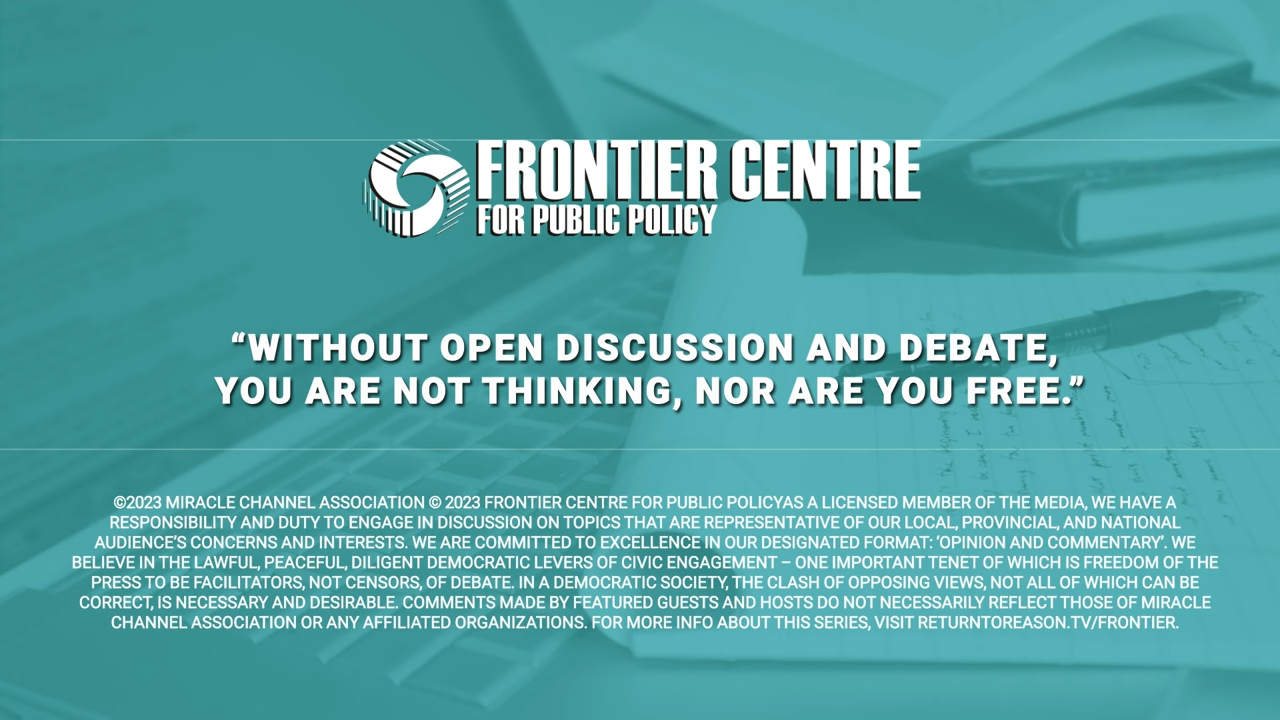 FRONTIER CENTRE
FOR PUBLIC POLICY
“WITHOUT OPEN DISCUSSION AND DEBATE,
YOU ARE NOT THINKING, NOR ARE YOU FREE.”
©2023 MIRACLE CHANNEL ASSOCIATION © 2023 FRONTIER CENTRE FOR PUBLIC POLICYAS A LICENSED MEMBER OF THE MEDIA, WE HAVE A
RESPONSIBILITY AND DUTY TO ENGAGE IN DISCUSSION ON TOPICS THAT ARE REPRESENTATIVE OF OUR LOCAL, PROVINCIAL, AND NATIONAL
AUDIENCE’S CONCERNS AND INTERESTS. WE ARE COMMITTED TO EXCELLENCE IN OUR DESIGNATED FORMAT: ‘OPINION AND COMMENTARY’. WE
BELIEVE IN THE LAWFUL, PEACEFUL, DILIGENT DEMOCRATIC LEVERS OF CIVIC ENGAGEMENT – ONE IMPORTANT TENET OF WHICH IS FREEDOM OF THE
PRESS TO BE FACILITATORS, NOT CENSORS, OF DEBATE. IN A DEMOCRATIC SOCIETY, THE CLASH OF OPPOSING VIEWS, NOT ALL OF WHICH CAN BE
CORRECT, IS NECESSARY AND DESIRABLE. COMMENTS MADE BY FEATURED GUESTS AND HOSTS DO NOT NECESSARILY REFLECT THOSE OF MIRACLE
CHANNEL ASSOCIATION OR ANY AFFILIATED ORGANIZATIONS. FOR MORE INFO ABOUT THIS SERIES, VISIT RETURNTOREASON.TV/FRONTIER.